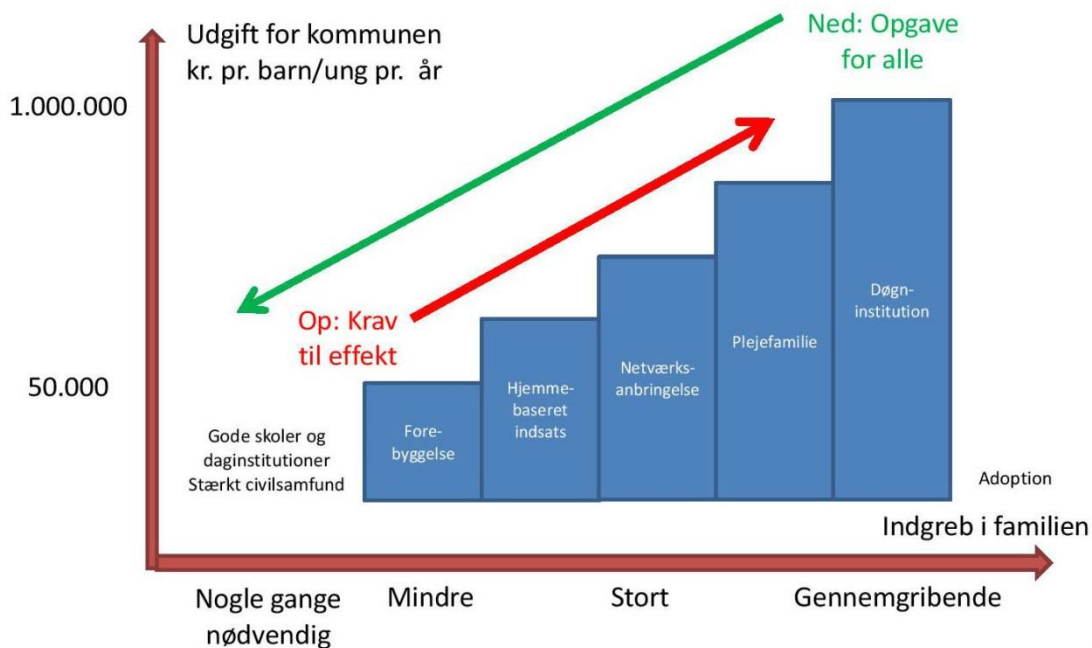 Udgift for kommunen
kr. pr. barn/ung pr. år
Ned: Opgave
for alle
1.000.000
50.000
Op: Krav
til effekt
Gode skoler og
daginstitutioner
Stærkt civilsamfund
Fore-
byggelse
Hjemme-
baseret
indsats
Netværks-
anbringelse
Plejefamilie
Døgn-
institution
Adoption
Indgreb i familien
Nogle gange
nødvendig
Mindre
Stort
Gennemgribende